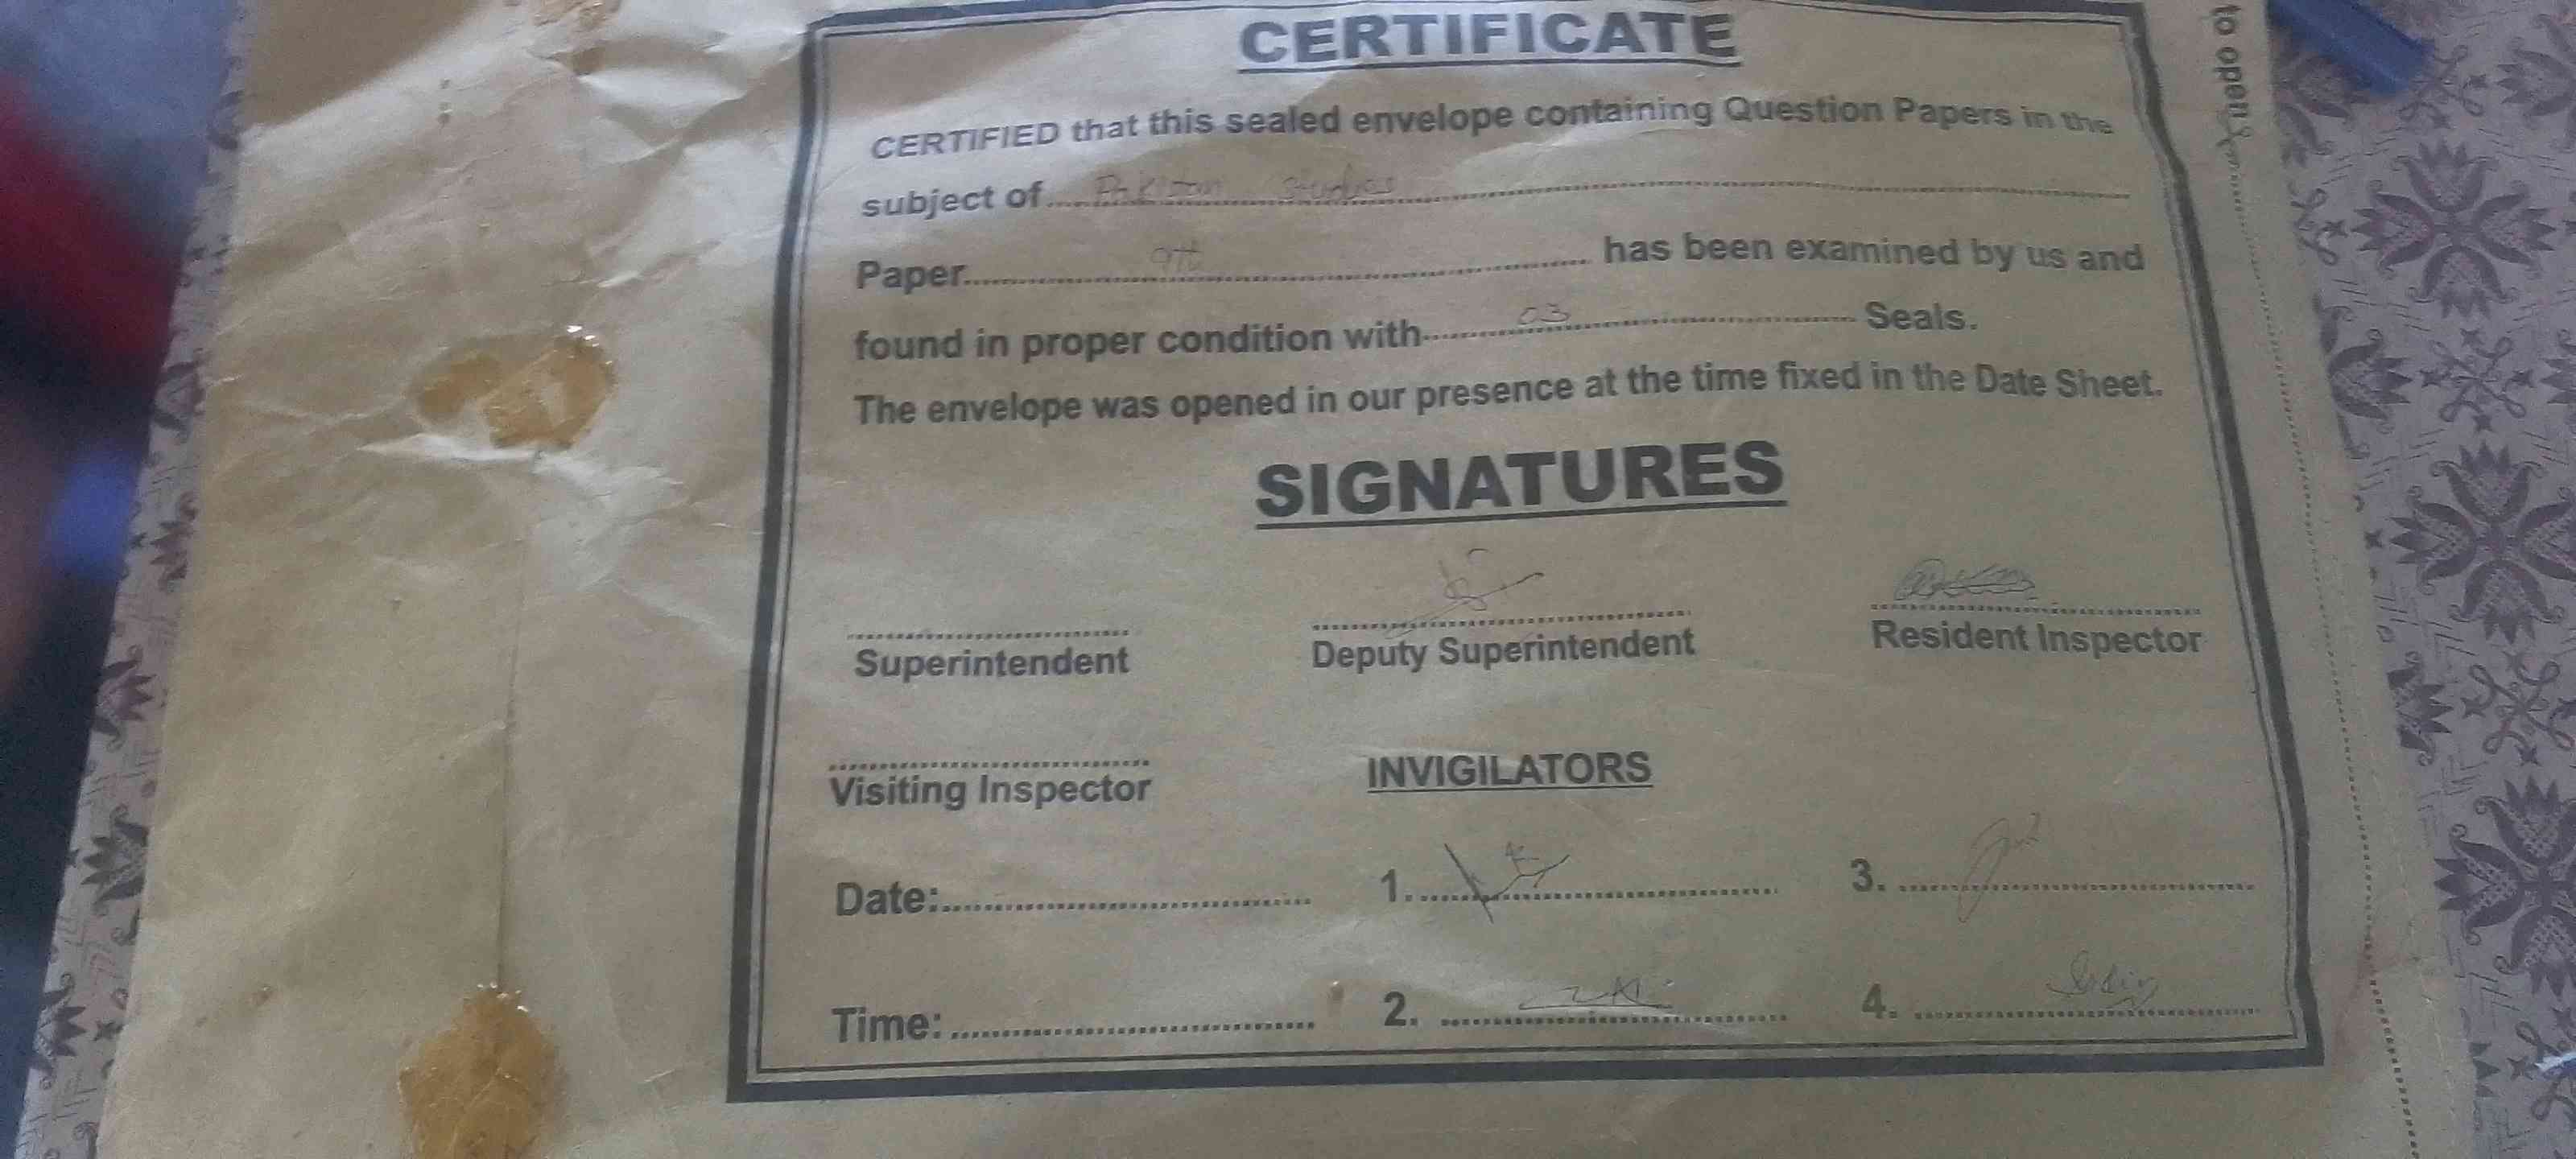 CERTIFICATE
CERTIFIED that this sealed envelope containing Question Papers in the
subject of Pakistan Studies
Paper 9th has been examined by us and
found in proper condition with 03 Seals.
The envelope was opened in our presence at the time fixed in the Date Sheet.
SIGNATURES
Superintendent Deputy Superintendent Resident Inspector
Visiting Inspector INVIGILATORS
Date: 1. 3.
Time: 2. 4.
to open